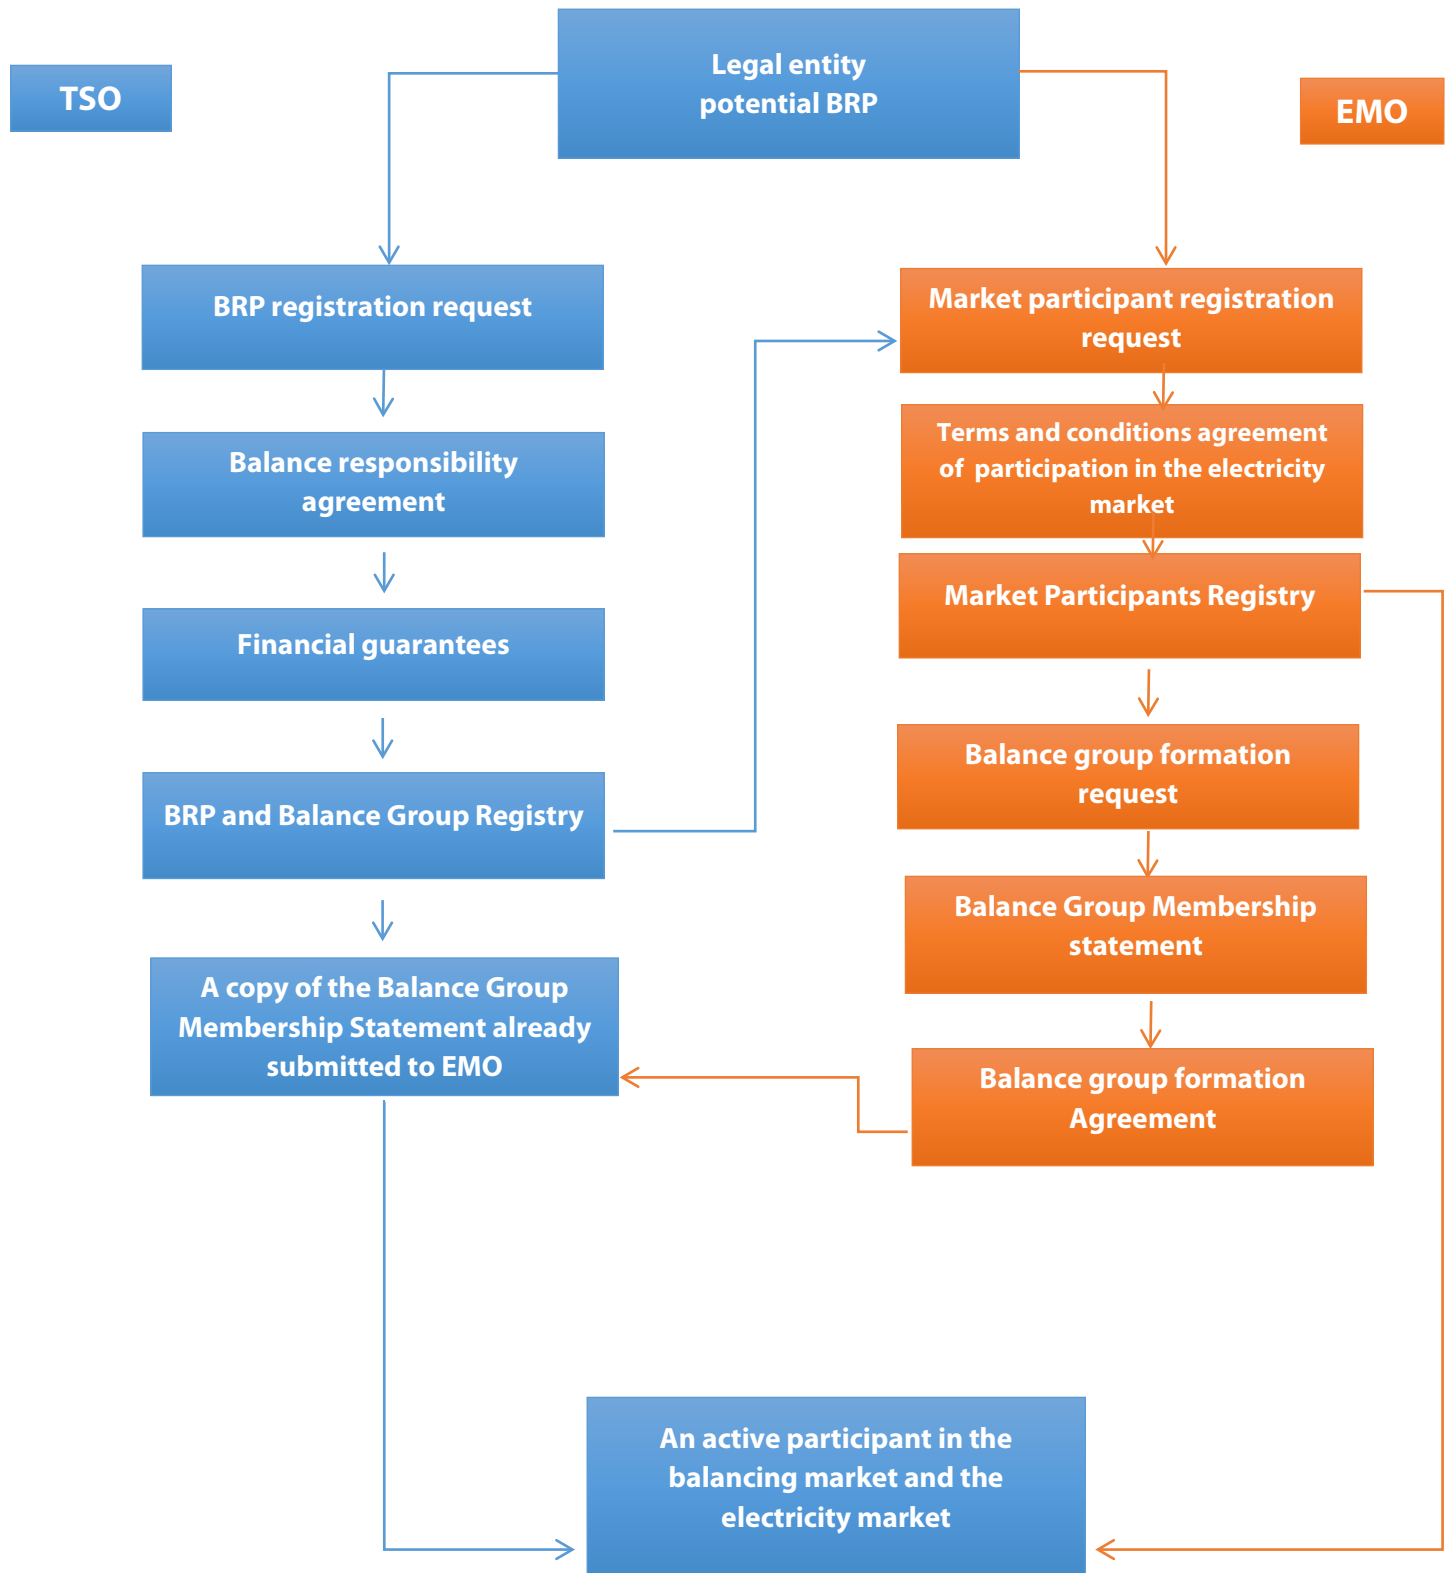 Legal entity
potential BRP
TSO
EMO
BRP registration request
Market participant registration
request
Balance responsibility
agreement
Terms and conditions agreement
of participation in the electricity
market
Financial guarantees
Market Participants Registry
BRP and Balance Group Registry
Balance group formation
request
Balance Group Membership
statement
A copy of the Balance Group
Membership Statement already
submitted to EMO
Balance group formation
Agreement
An active participant in the
balancing market and the
electricity market